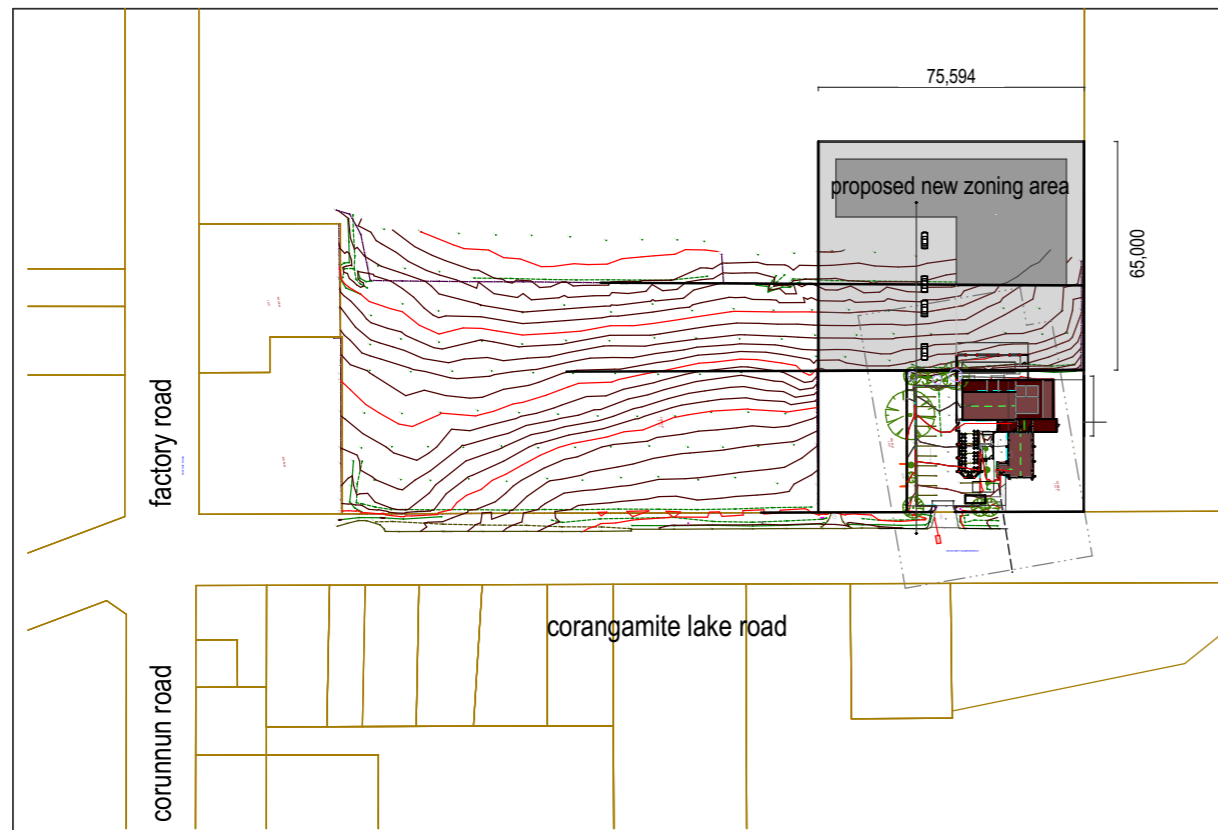 75,594
proposed new zoning area
65,000
factory road
corangamite lake road
corunnun road